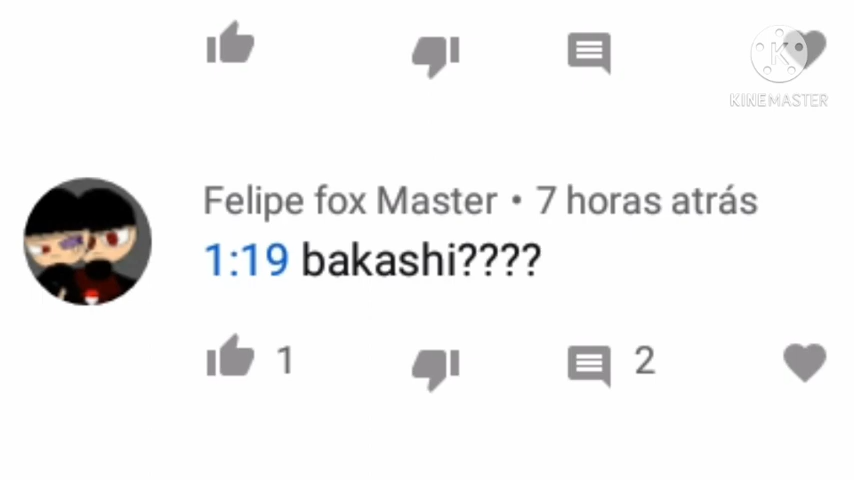 K
KINEMASTER
Felipe fox Master • 7 horas atrás
1:19 bakashi????
1
2